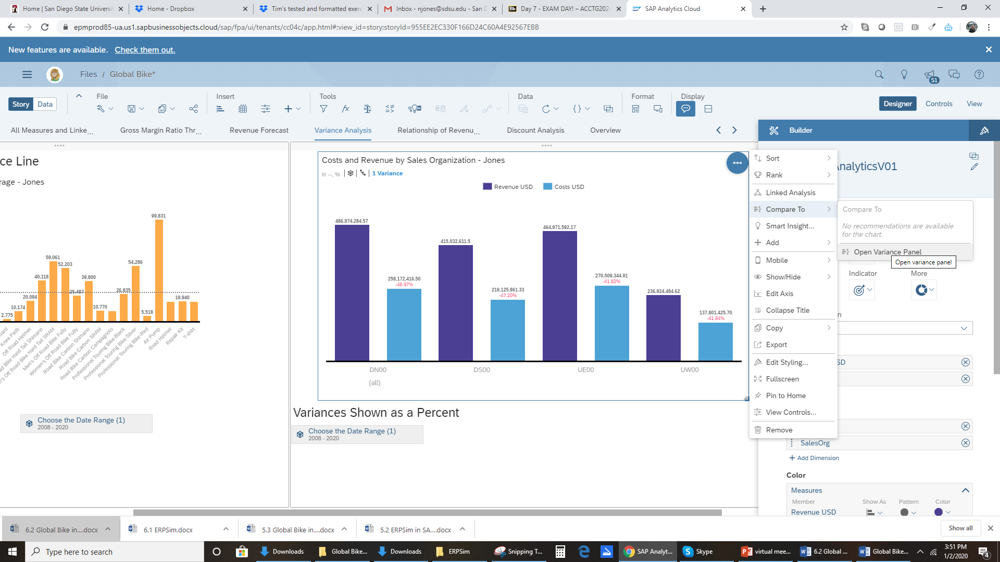 Home | San Diego State Universit
Home - Dropbox
Tim's tested and formatted exerc
Inbox - njones@sdsu.edu - San D
Day 7 - EXAM DAY! – ACCTG202-
SAP Analytics Cloud
epmprod85-ua.us1.sapbusinessobjects.cloud/sap/fpa/ui/tenants/cc04c/app.html#;view_id=story;storyId=955EE2EC330F166D24C60A4E92567EBB
New features are available. Check them out.
Files / Global Bike*
51
Story Data
File
Insert
Tools
Data
Format
Display
Designer Controls View
All Measures and Linke...
Gross Margin Ratio Thr...
Revenue Forecast
Variance Analysis
Relationship of Revenu...
Discount Analysis
Overview
Builder
ce Line
rage - Jones
99,831
59,061
52,203
54,286
40,118
39,800
25,487
26,935
20,094
19,940
10,174
10,770
2,775
5,518
oard
Knee Pads
Off Road Helmet
ad Bike Hard Tail Shimano
n's Off Road Bike Hard Tail SRAM
Men's Off Road Bike Fully
Women's Off Road Bike Fully
Road Bike Carbon Shimano
Road Bike Carbon SRAM
Road Bike Carbon Campagnolo
Professional Touring Bike-Black
Professional Touring Bike-Silver
Professional Touring Bike-Red
Air Pump
Road Helmet
Repair Kit
T-shirt
Choose the Date Range (1)
2008 - 2020
Costs and Revenue by Sales Organization - Jones
in --, %
1 Variance
Revenue USD
Costs USD
486,874,284.57
258,172,416.50
-46.97%
415,032,611.5
219,125,861.33
-47.20%
464,971,592.17
270,509,344.91
-41.82%
236,924,484.62
137,801,425.70
-41.84%
DN00
DS00
UE00
UW00
(all)
Variances Shown as a Percent
Choose the Date Range (1)
2008 - 2020
Sort
Rank
Linked Analysis
Compare To
Smart Insight...
Add
Mobile
Show/Hide
Edit Axis
Collapse Title
Copy
Export
Edit Styling...
Fullscreen
Pin to Home
View Controls...
Remove
nalyticsV01
Compare To
No recommendations are available
for the chart.
Open Variance Panel
Open variance panel
Indicator
More
n
SD
SalesOrg
+ Add Dimension
Color
Measures
Member
Show As
Pattern
Color
Revenue USD
6.2 Global Bike in....docx
6.1 ERPSim.docx
5.3 Global Bike in....docx
5.2 ERPSim in SA....docx
Show all
Type here to search
Downloads
Global Bike...
Downloads
ERPSim
Snipping T...
SAP Analyt...
Skype
virtual mee...
6.2 Global ...
Global Bike...
3:51 PM
1/2/2020
4